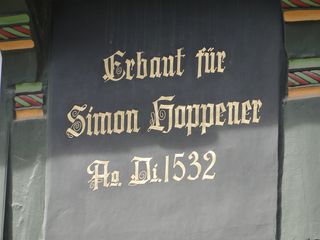 Erbaut für
Simon Hoppener
Ao. Di. 1532